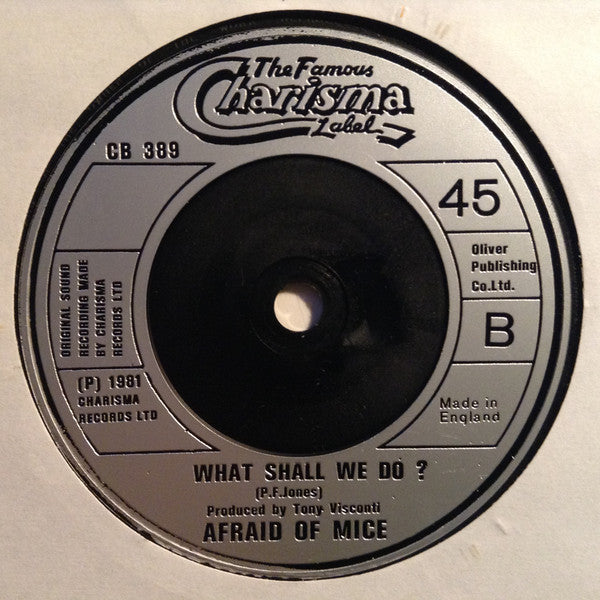 The Famous
Charisma
Label
CB 389
45
Oliver
Publishing
Co.Ltd.
B
ORIGINAL SOUND
RECORDING MADE
BY CHARISMA
RECORDS LTD
(P) 1981
CHARISMA
RECORDS LTD
Made in
England
WHAT SHALL WE DO ?
(P.F.Jones)
Produced by Tony Visconti
AFRAID OF MICE